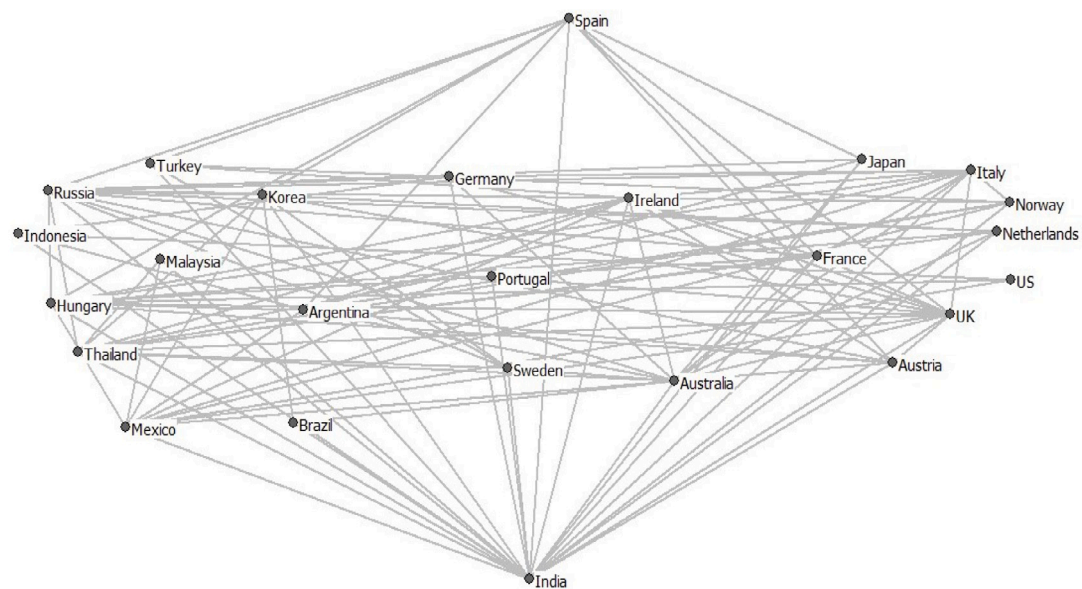 Spain
Turkey
Japan
Italy
Germany
Russia
Korea
Ireland
Norway
Indonesia
Netherlands
Malaysia
France
Portugal
US
Hungary
Argentina
UK
Thailand
Austria
Sweden
Australia
Mexico
Brazil
India